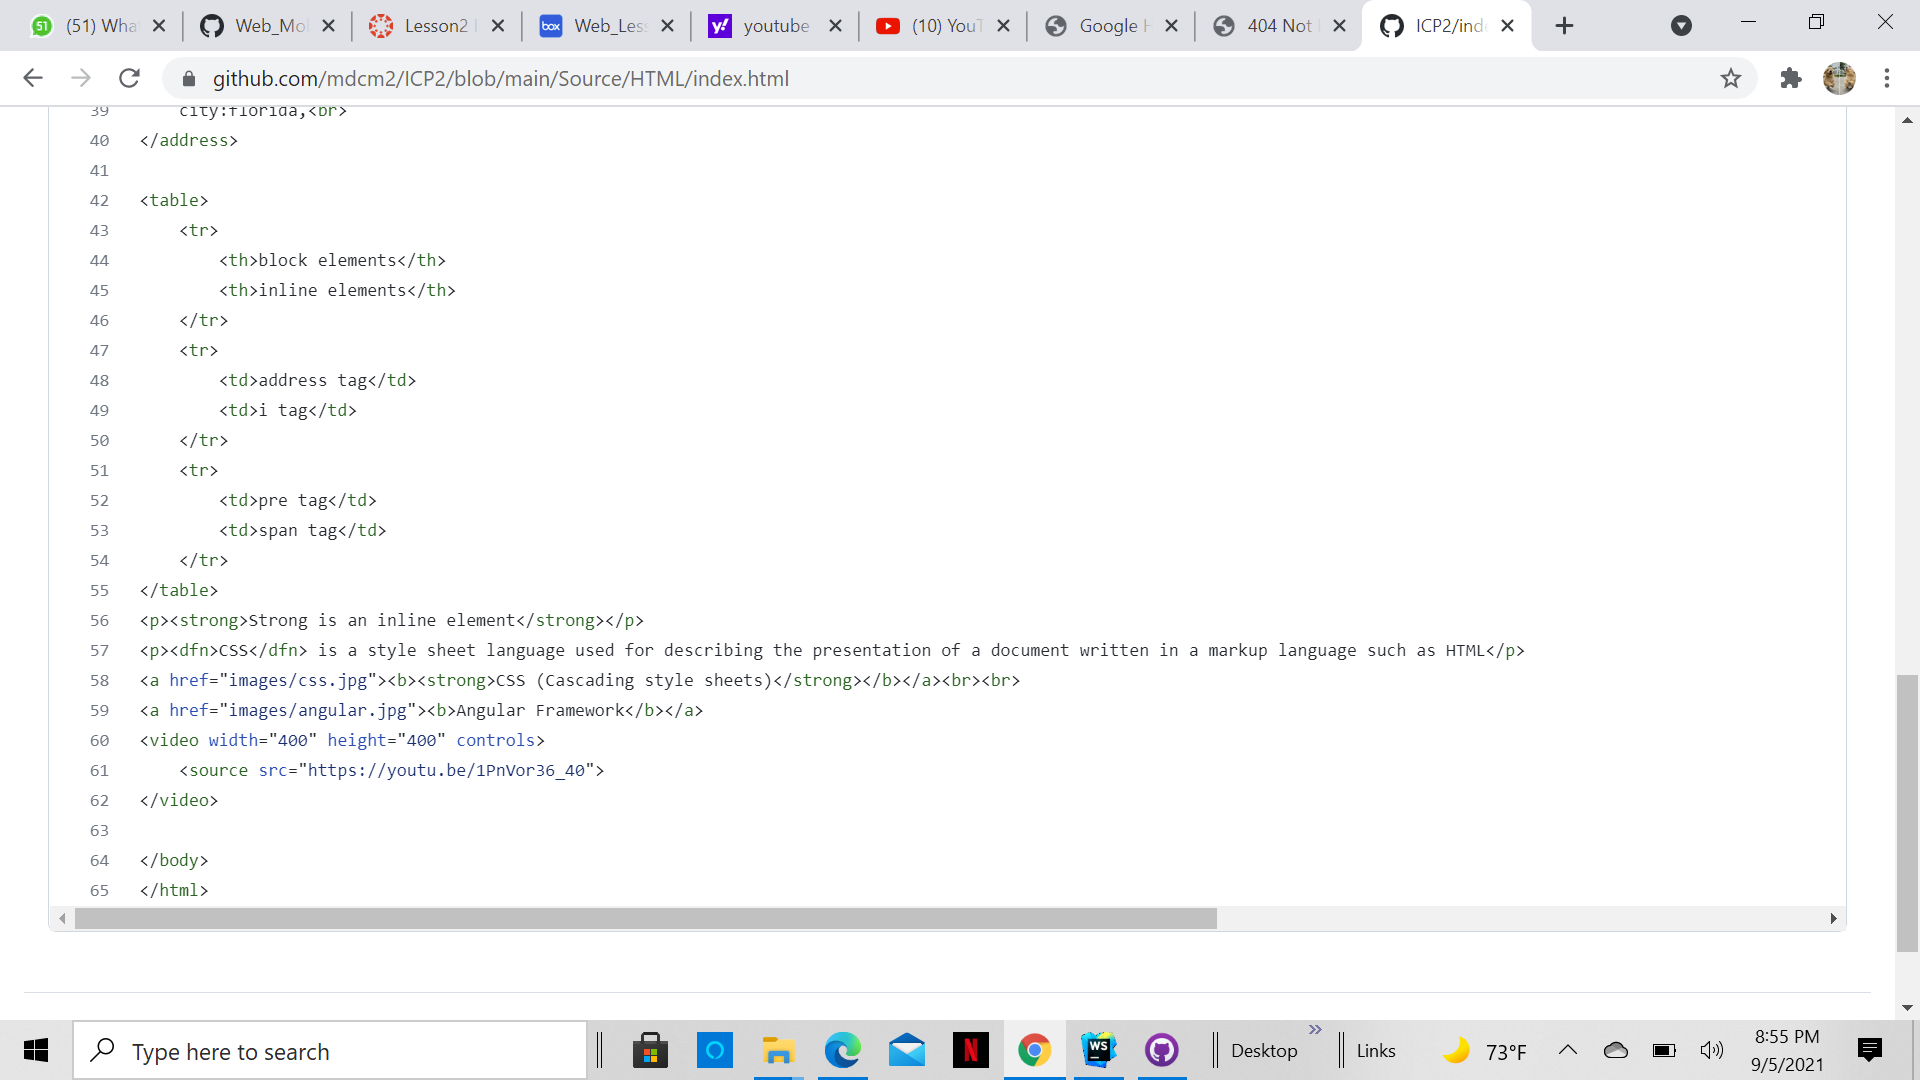 51 (51) Wha
Web_Mo
Lesson2
box Web_Les
y! youtube
(10) YouT
Google H
404 Not
ICP2/ind
github.com/mdcm2/ICP2/blob/main/Source/HTML/index.html
39 city:florida,<br>
40 </address>
41
42 <table>
43 <tr>
44 <th>block elements</th>
45 <th>inline elements</th>
46 </tr>
47 <tr>
48 <td>address tag</td>
49 <td>i tag</td>
50 </tr>
51 <tr>
52 <td>pre tag</td>
53 <td>span tag</td>
54 </tr>
55 </table>
56 <p><strong>Strong is an inline element</strong></p>
57 <p><dfn>CSS</dfn> is a style sheet language used for describing the presentation of a document written in a markup language such as HTML</p>
58 <a href="images/css.jpg"><b><strong>CSS (Cascading style sheets)</strong></b></a><br><br>
59 <a href="images/angular.jpg"><b>Angular Framework</b></a>
60 <video width="400" height="400" controls>
61 <source src="https://youtu.be/1PnVor36_40">
62 </video>
63
64 </body>
65 </html>
Type here to search
N
WS
Desktop
Links
73°F
8:55 PM
9/5/2021